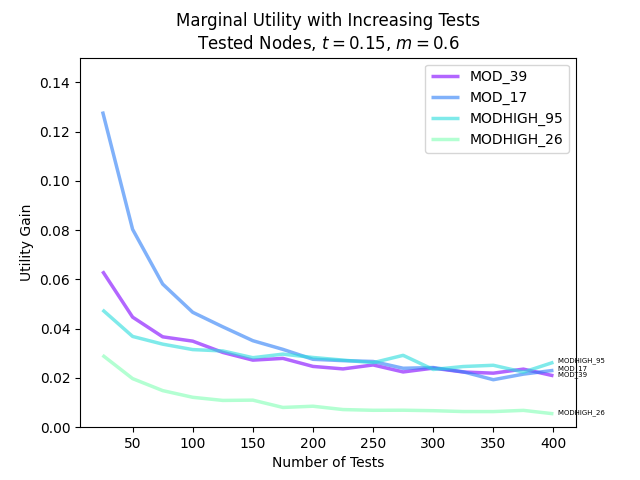 Marginal Utility with Increasing Tests
Tested Nodes, t = 0.15, m = 0.6
MOD_39
MOD_17
MODHIGH_95
MODHIGH_26
0.14
0.12
0.10
0.08
0.06
0.04
0.02
0.00
Utility Gain
MODHIGH_95
MOD_17
MOD_39
MODHIGH_26
50 100 150 200 250 300 350 400
Number of Tests